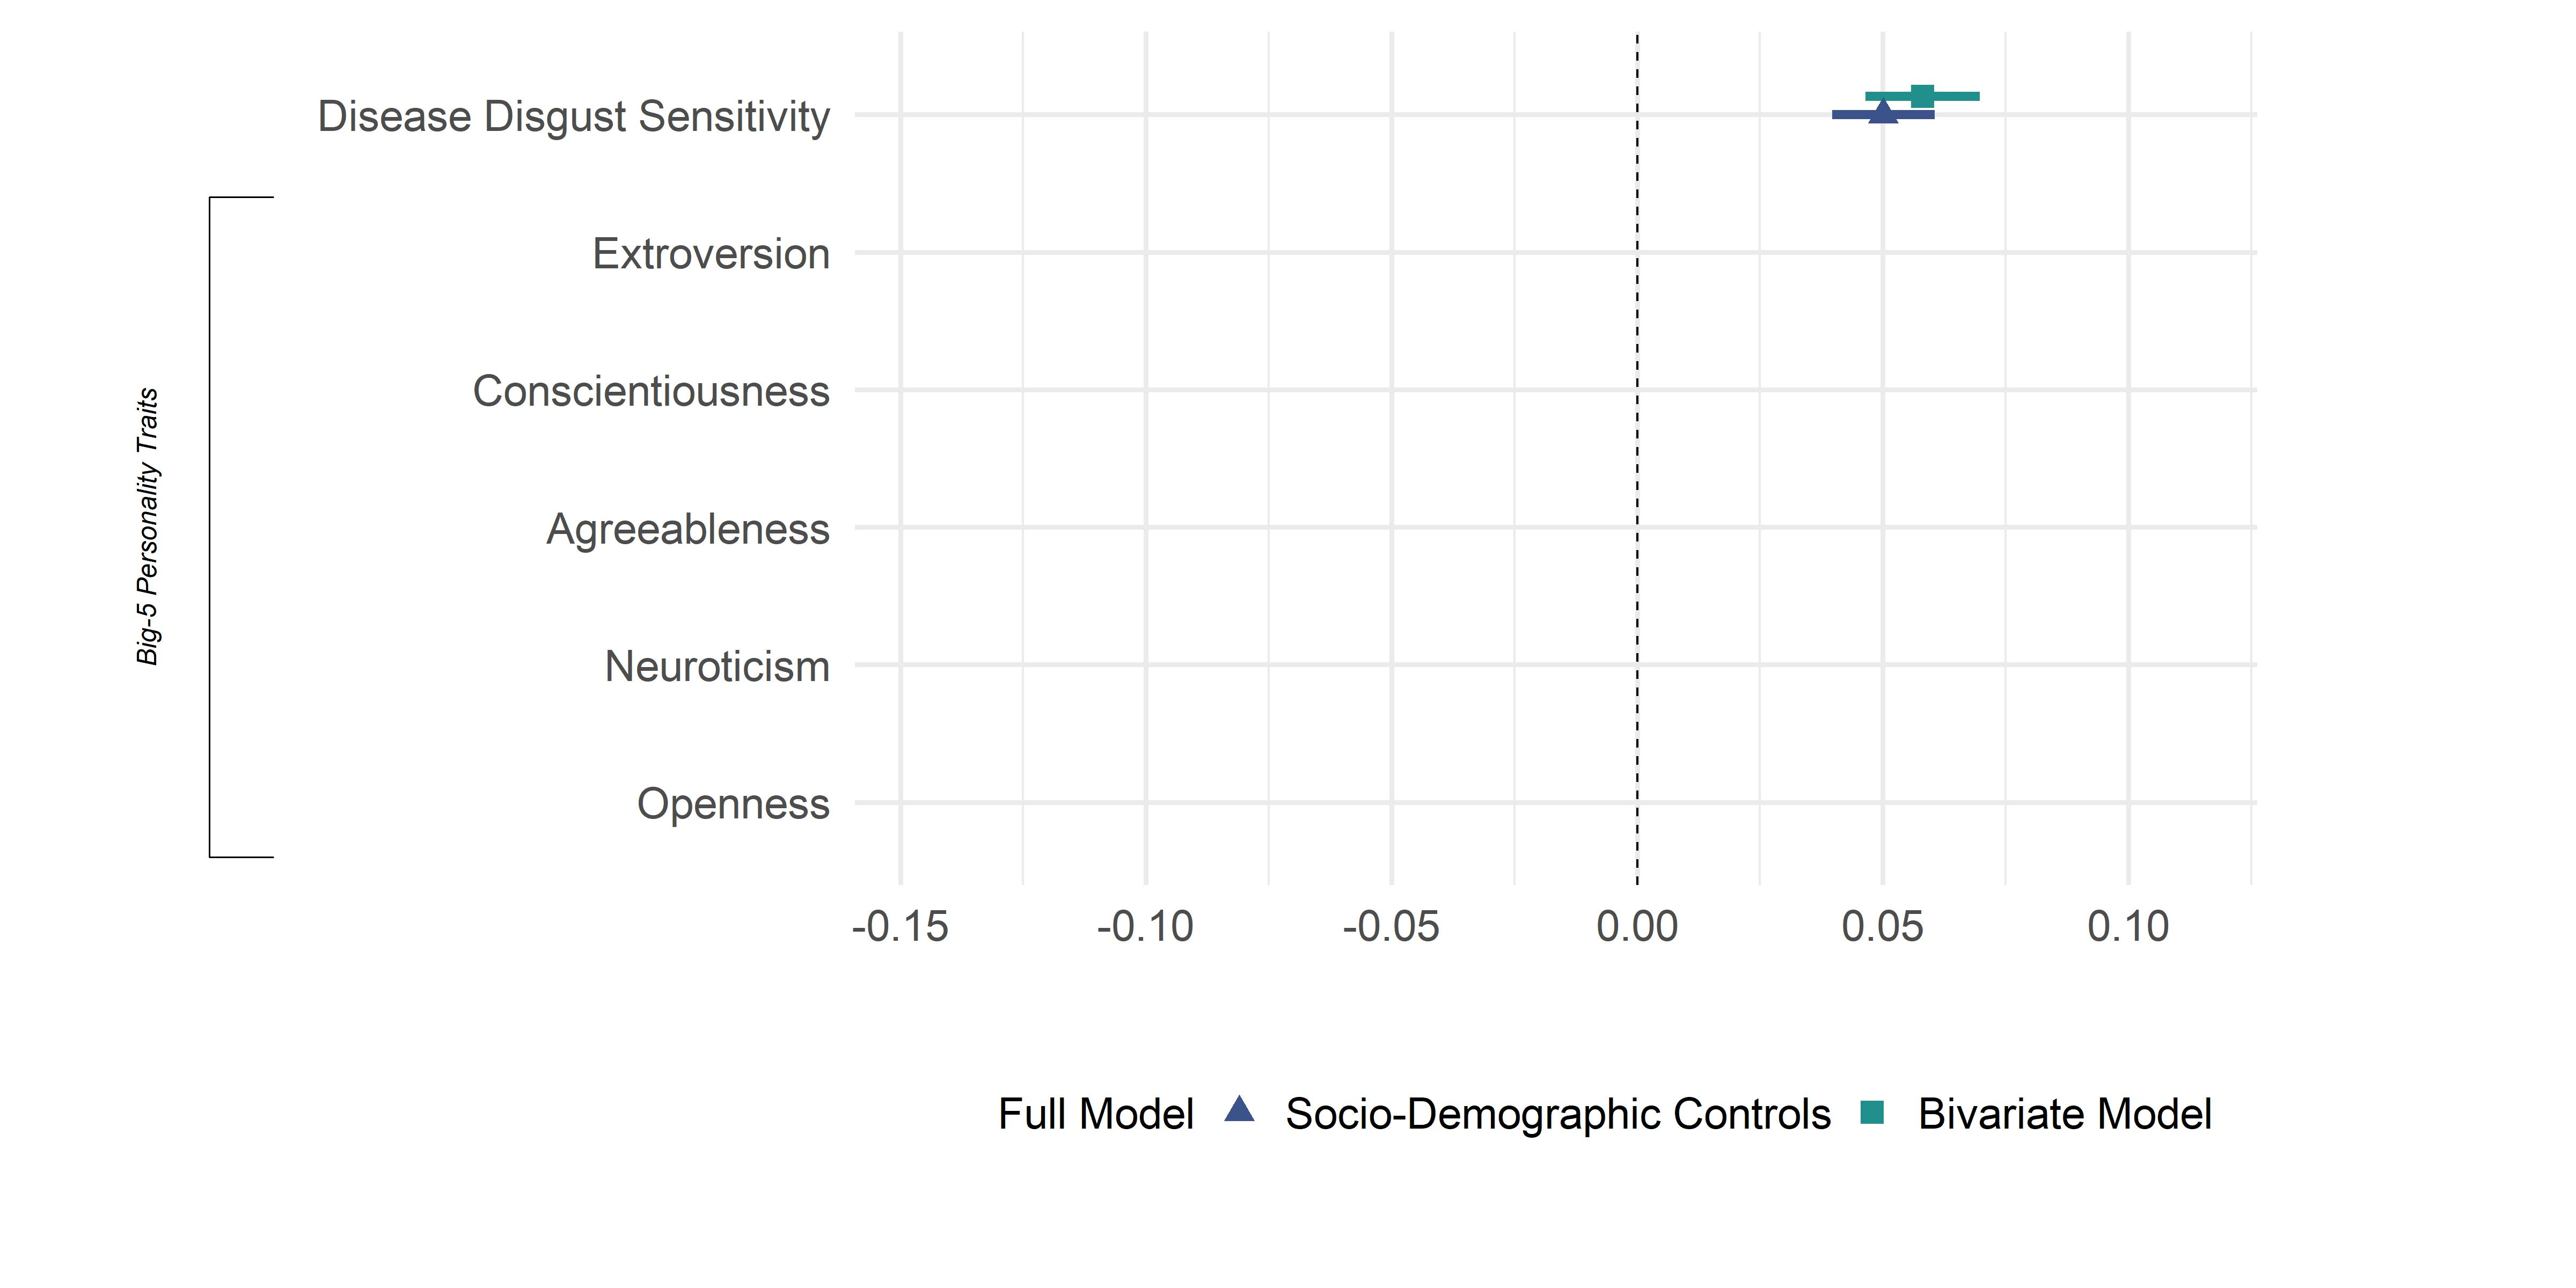 Disease Disgust Sensitivity
Extroversion
Conscientiousness
Agreeableness
Neuroticism
Openness
Big-5 Personality Traits
-0.15 -0.10 -0.05 0.00 0.05 0.10
Full Model Socio-Demographic Controls Bivariate Model